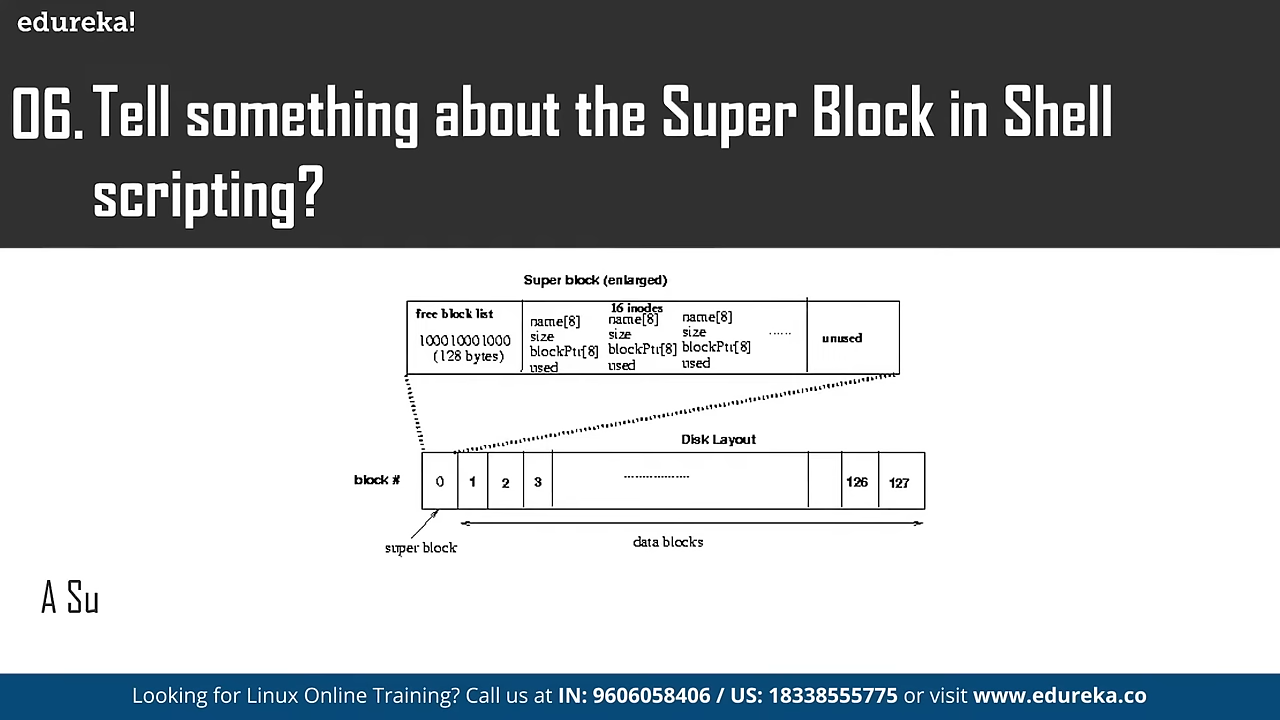 edureka!
06. Tell something about the Super Block in Shell
scripting?
Super block (enlarged)
free block list
100010001000
(128 bytes)
16 inodes
name[8] name[8] name[8]
size size size
blockPtr[8] blockPtr[8] blockPtr[8]
used used used
......
unused
Disk Layout
block # 0 1 2 3 ................ 126 127
super block
data blocks
A Su
Looking for Linux Online Training? Call us at IN: 9606058406 / US: 18338555775 or visit www.edureka.co